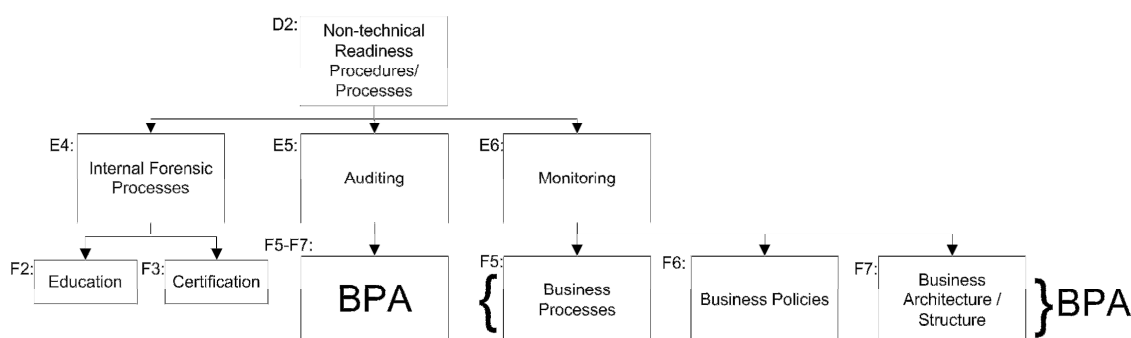 D2:
Non-technical
Readiness
Procedures/
Processes
E4:
Internal Forensic
Processes
E5:
Auditing
E6:
Monitoring
F2:
Education
F3:
Certification
F5-F7:
BPA
F5:
{
Business
Processes
F6:
Business Policies
F7:
Business
Architecture /
Structure
}BPA